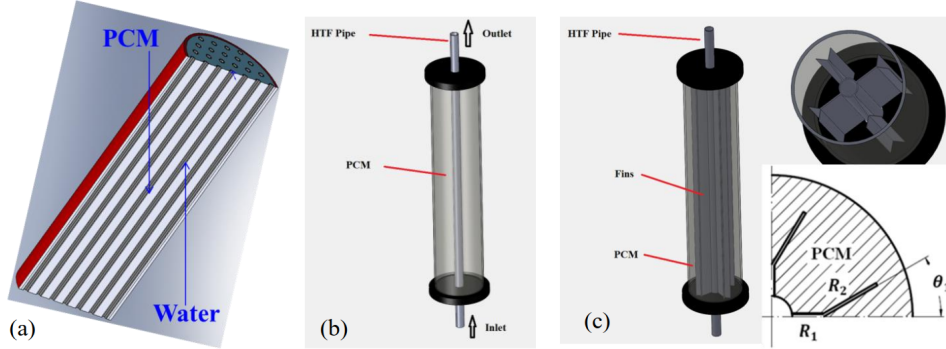 PCM
Water
(a)
HTF Pipe
Outlet
PCM
Inlet
(b)
HTF Pipe
Fins
PCM
(c)
PCM
R₂
R₁